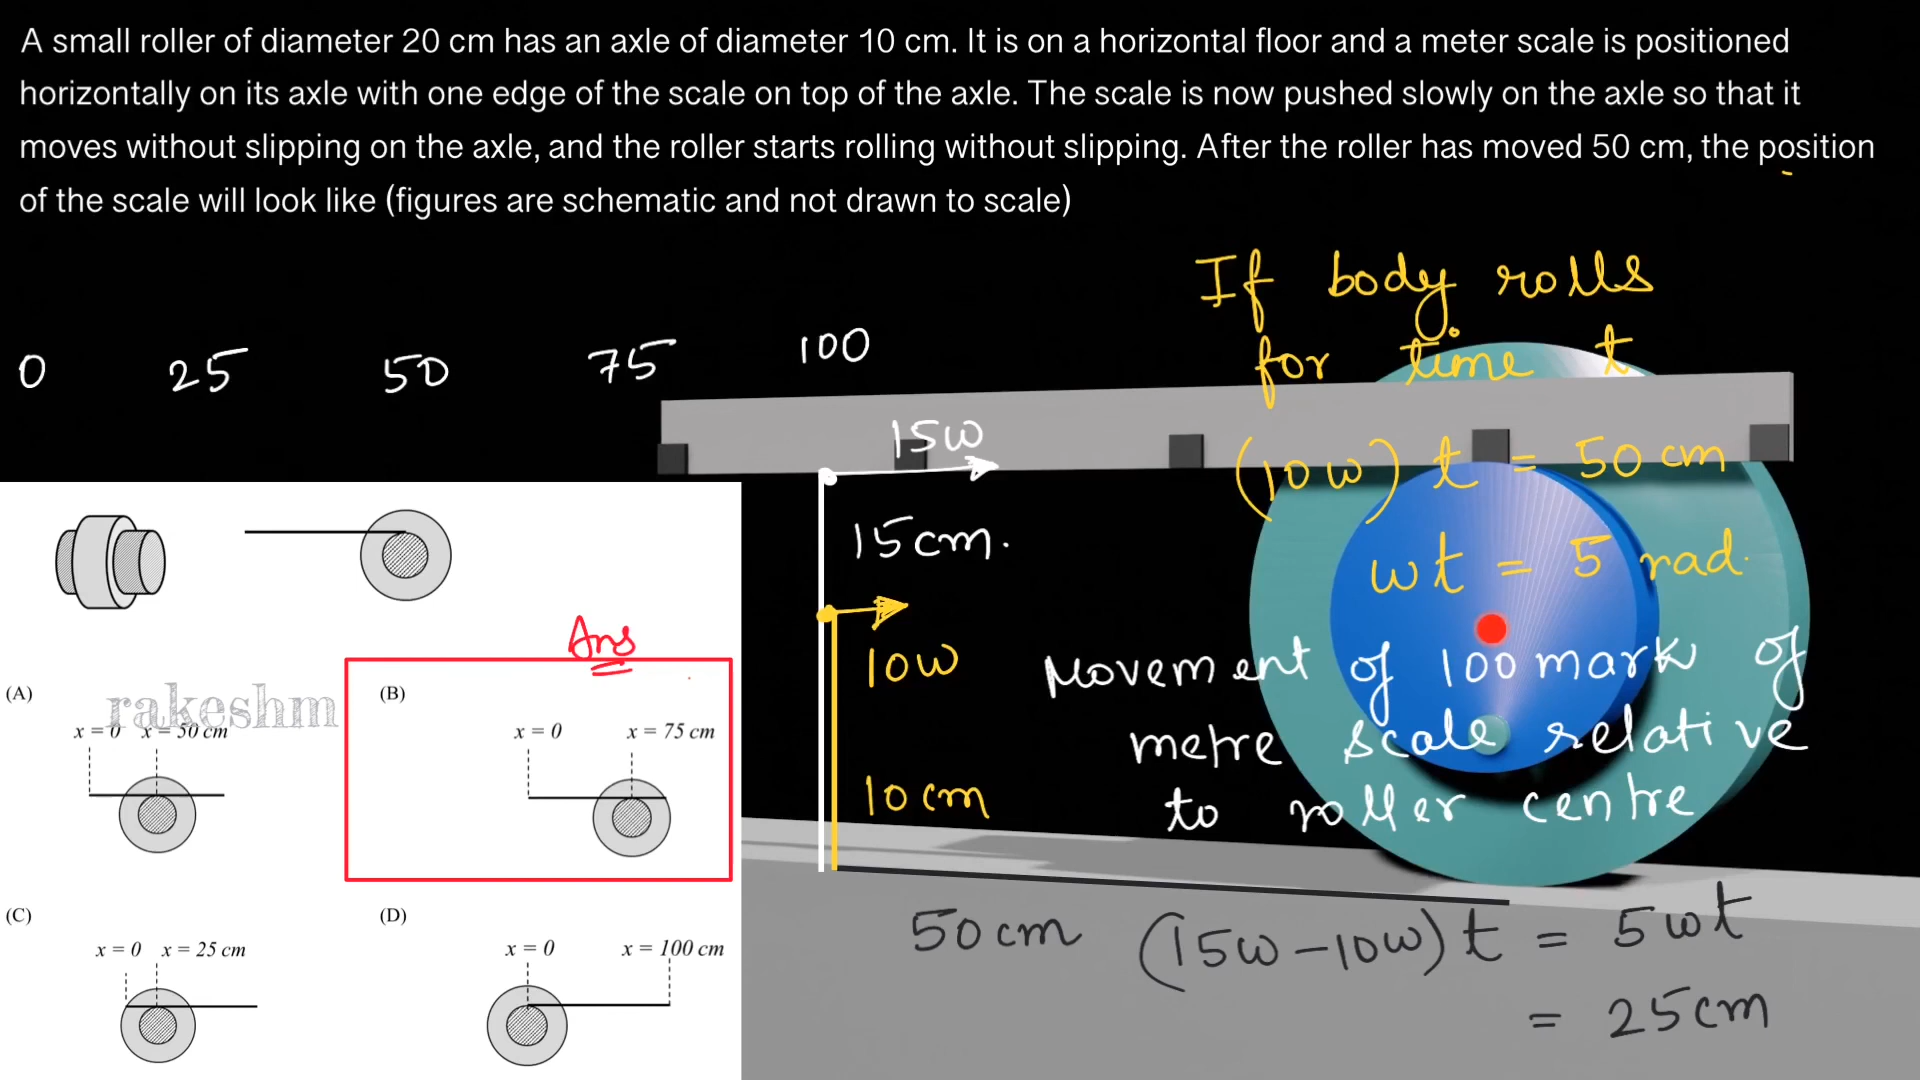 A small roller of diameter 20 cm has an axle of diameter 10 cm. It is on a horizontal floor and a meter scale is positioned
horizontally on its axle with one edge of the scale on top of the axle. The scale is now pushed slowly on the axle so that it
moves without slipping on the axle, and the roller starts rolling without slipping. After the roller has moved 50 cm, the position
of the scale will look like (figures are schematic and not drawn to scale)
If body rolls
for time t
0 25 50 75 100
15ω
(10ω) t = 50 cm
15cm.
ωt = 5 rad.
10ω
10cm
Movement of 100 mark of
metre scale relative
to roller centre
50cm
(15ω-10ω) t = 5ωt
= 25cm
Ans
(A)
rakeshm
x = 0 x = 50 cm
(B)
x = 0 x = 75 cm
(C)
x = 0 x = 25 cm
(D)
x = 0 x = 100 cm